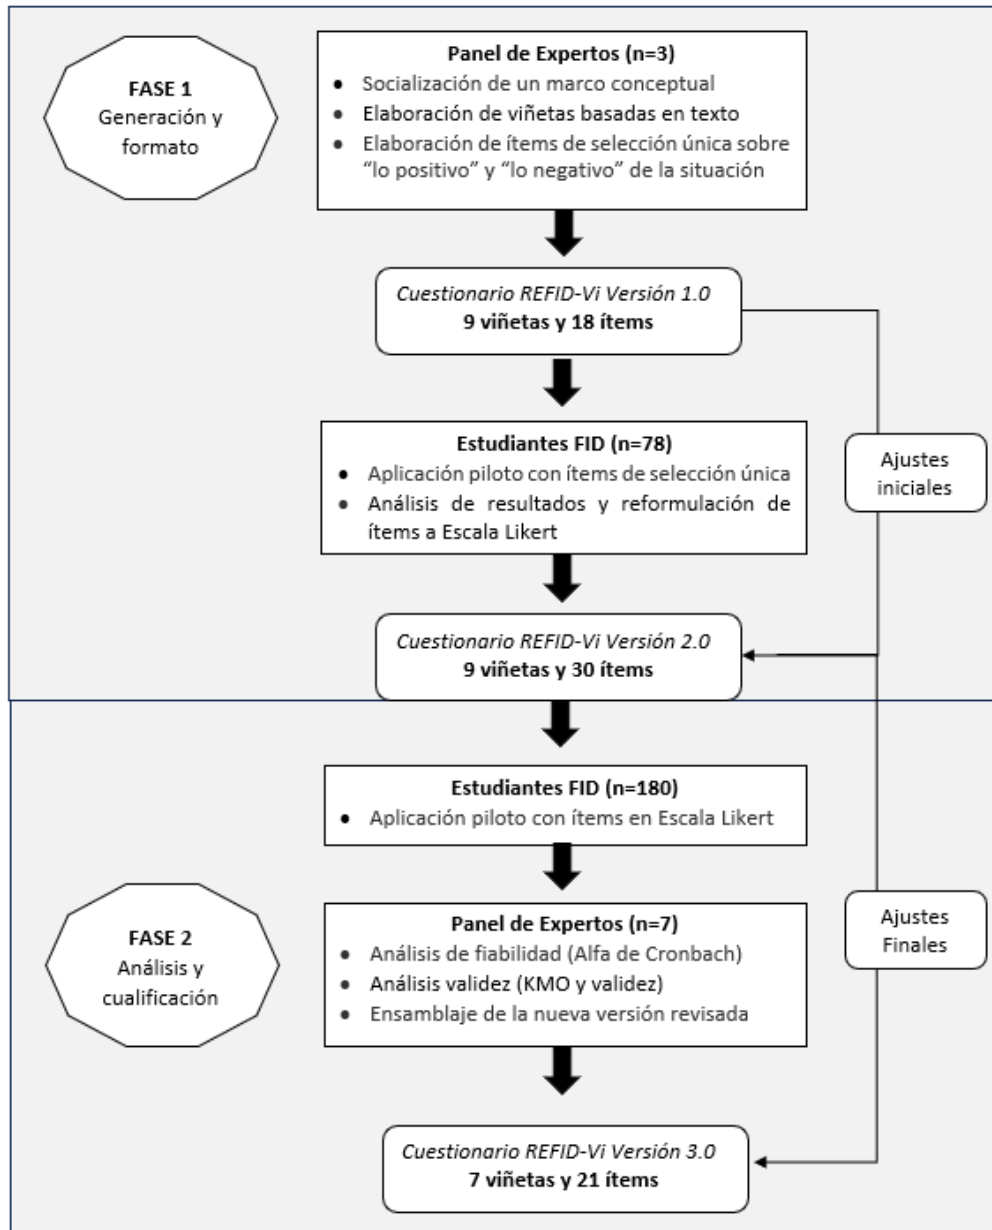 FASE 1
Generación y
formato
Panel de Expertos (n=3)
● Socialización de un marco conceptual
● Elaboración de viñetas basadas en texto
● Elaboración de ítems de selección única sobre
“lo positivo” y “lo negativo” de la situación
Cuestionario REFID-Vi Versión 1.0
9 viñetas y 18 ítems
Estudiantes FID (n=78)
● Aplicación piloto con ítems de selección única
● Análisis de resultados y reformulación de
ítems a Escala Likert
Ajustes
iniciales
Cuestionario REFID-Vi Versión 2.0
9 viñetas y 30 ítems
Estudiantes FID (n=180)
● Aplicación piloto con ítems en Escala Likert
FASE 2
Análisis y
cualificación
Panel de Expertos (n=7)
● Análisis de fiabilidad (Alfa de Cronbach)
● Análisis validez (KMO y validez)
● Ensamblaje de la nueva versión revisada
Ajustes
Finales
Cuestionario REFID-Vi Versión 3.0
7 viñetas y 21 ítems